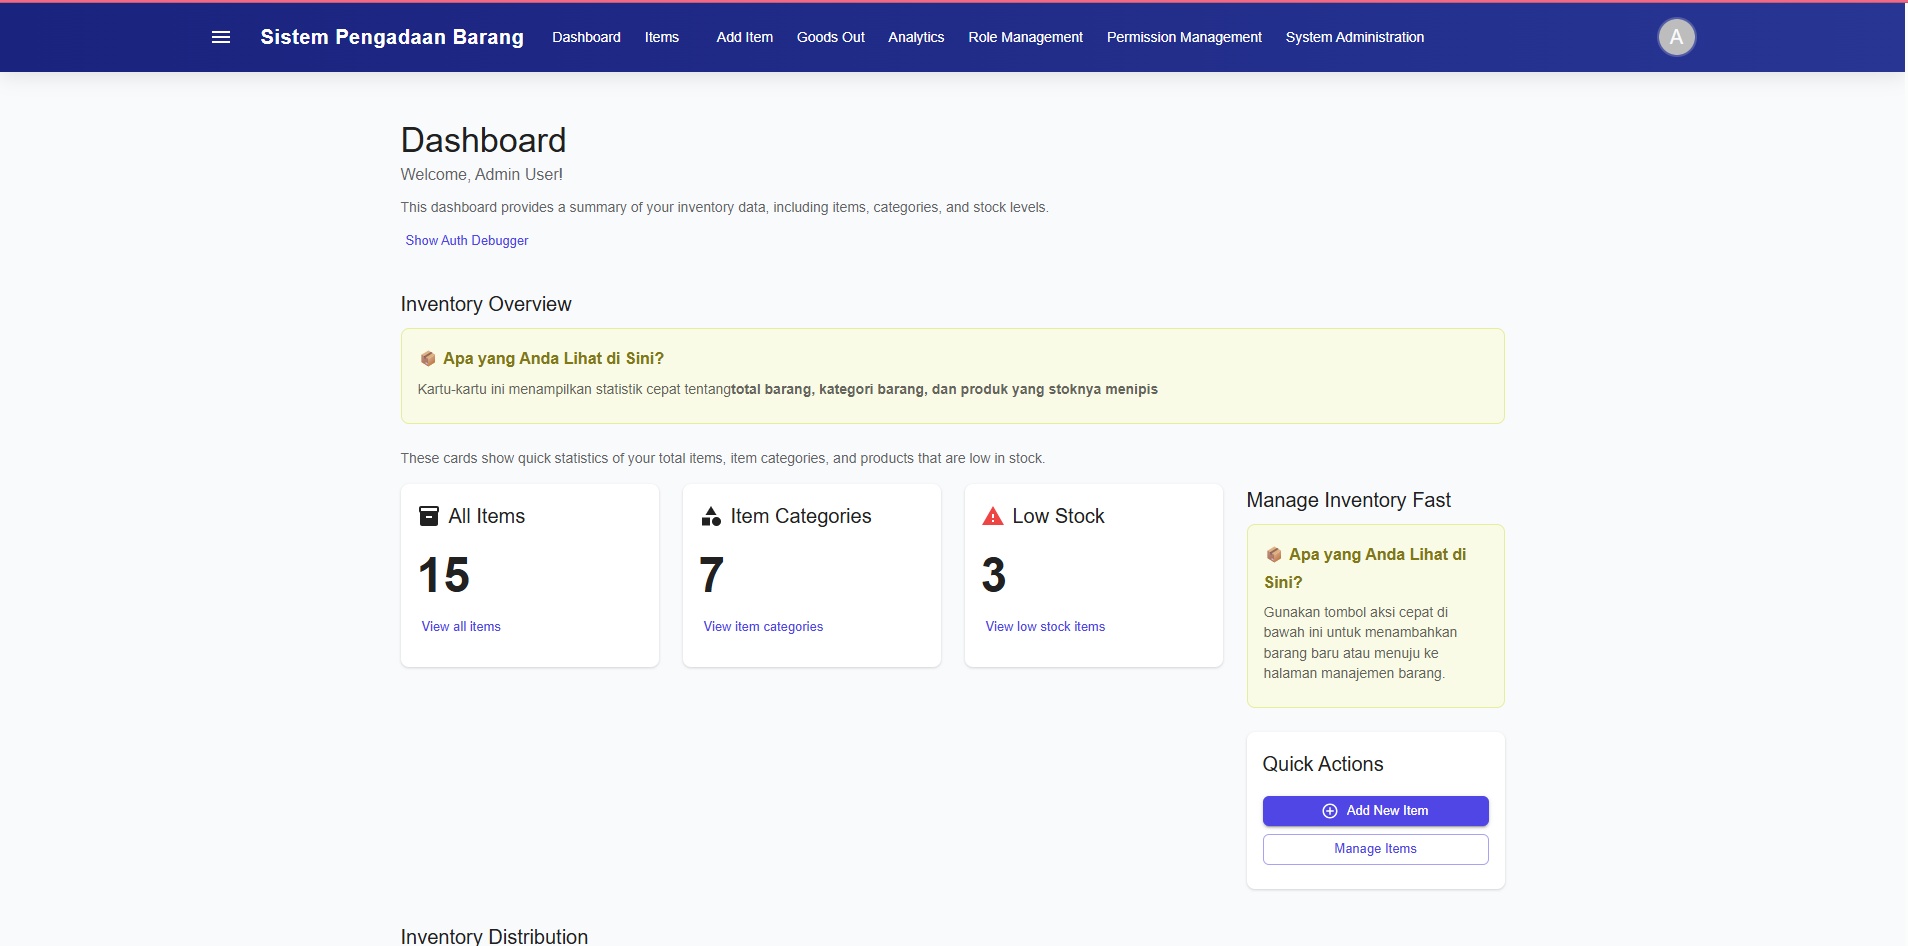 Sistem Pengadaan Barang
Dashboard
Items
Add Item
Goods Out
Analytics
Role Management
Permission Management
System Administration
A
Dashboard
Welcome, Admin User!
This dashboard provides a summary of your inventory data, including items, categories, and stock levels.
Show Auth Debugger
Inventory Overview
Apa yang Anda Lihat di Sini?
Kartu-kartu ini menampilkan statistik cepat tentangtotal barang, kategori barang, dan produk yang stoknya menipis
These cards show quick statistics of your total items, item categories, and products that are low in stock.
All Items
15
View all items
Item Categories
7
View item categories
Low Stock
3
View low stock items
Manage Inventory Fast
Apa yang Anda Lihat di
Sini?
Gunakan tombol aksi cepat di
bawah ini untuk menambahkan
barang baru atau menuju ke
halaman manajemen barang.
Quick Actions
Add New Item
Manage Items
Inventory Distribution